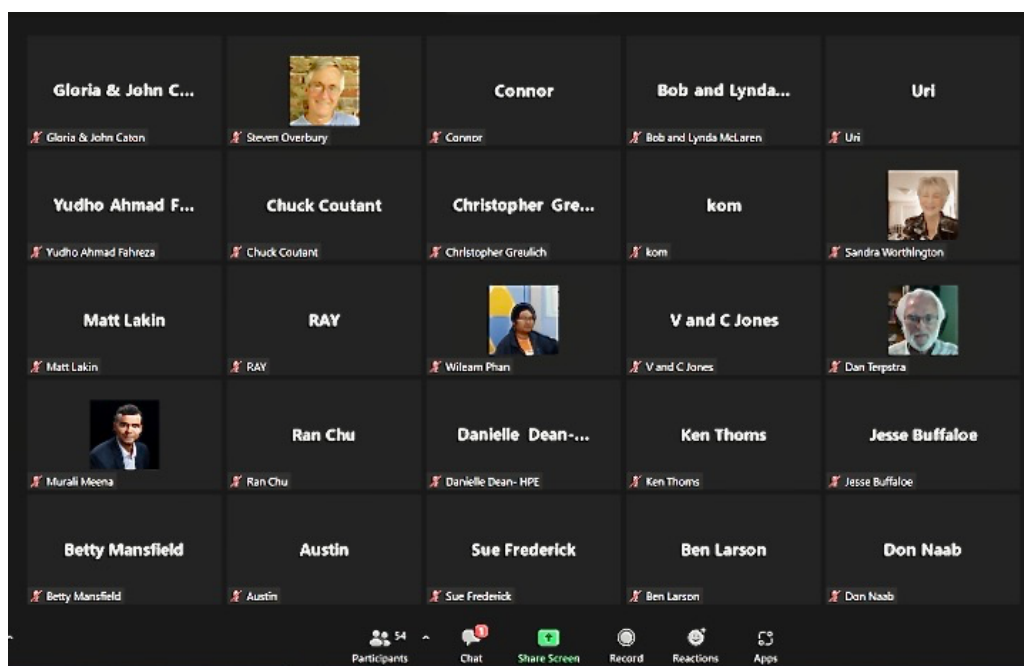 Gloria & John C...
Gloria & John Caton
Steven Overbury
Connor
Connor
Bob and Lynda...
Bob and Lynda McLaren
Uri
Uri
Yudho Ahmad F...
Yudho Ahmad Fahreza
Chuck Coutant
Chuck Coutant
Christopher Gre...
Christopher Greulich
kom
kom
Sandra Worthington
Matt Lakin
Matt Lakin
RAY
RAY
Wileam Phan
V and C Jones
V and C Jones
Dan Terpstra
Murali Meena
Ran Chu
Ran Chu
Danielle Dean-...
Danielle Dean- HPE
Ken Thoms
Ken Thoms
Jesse Buffaloe
Jesse Buffaloe
Betty Mansfield
Betty Mansfield
Austin
Austin
Sue Frederick
Sue Frederick
Ben Larson
Ben Larson
Don Naab
Don Naab
54
Participants
1
Chat
Share Screen
Record
Reactions
Apps